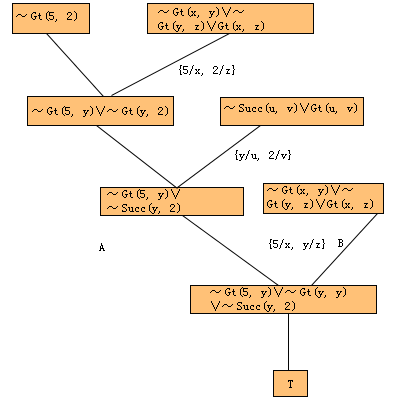 ～Gt(5, 2)
～Gt(x, y)∨～
Gt(y, z)∨Gt(x, z)
{5/x, 2/z}
～Gt(5, y)∨～Gt(y, 2)
～Succ(u, v)∨Gt(u, v)
{y/u, 2/v}
～Gt(5, y)∨
～Succ(y, 2)
～Gt(x, y)∨～
Gt(y, z)∨Gt(x, z)
A
{5/x, y/z}
B
～Gt(5, y)∨～Gt(y, y)
∨～Succ(y, 2)
T